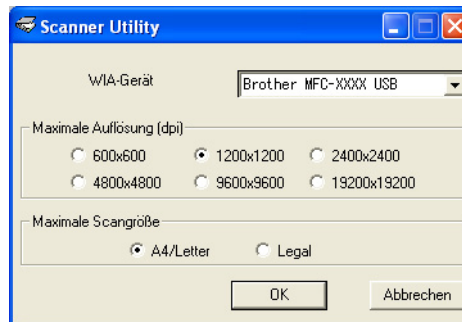 Scanner Utility
WIA-Gerät
Brother MFC-XXXX USB
Maximale Auflösung (dpi)
600x600 1200x1200 2400x2400
4800x4800 9600x9600 19200x19200
Maximale Scangröße
A4/Letter Legal
OK Abbrechen